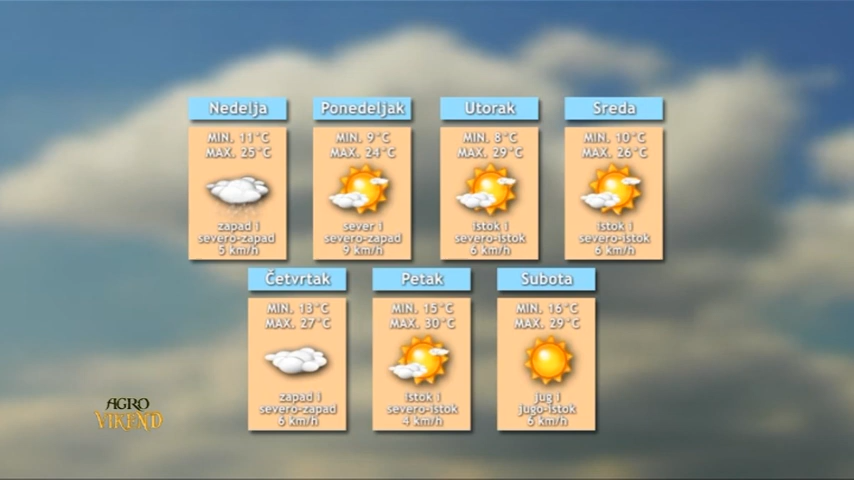 Nedelja
MIN. 11°C
MAX. 25°C
zapad i
severo-zapad
5 km/h
Ponedeljak
MIN. 9°C
MAX. 24°C
sever i
severo-zapad
9 km/h
Utorak
MIN. 8°C
MAX. 29°C
istok i
severo-istok
6 km/h
Sreda
MIN. 10°C
MAX. 26°C
istok i
severo-istok
6 km/h
Četvrtak
MIN. 13°C
MAX. 27°C
zapad i
severo-zapad
6 km/h
Petak
MIN. 15°C
MAX. 30°C
istok i
severo-istok
4 km/h
Subota
MIN. 16°C
MAX. 29°C
jug i
jugo-istok
6 km/h
AGRO
VIKEND